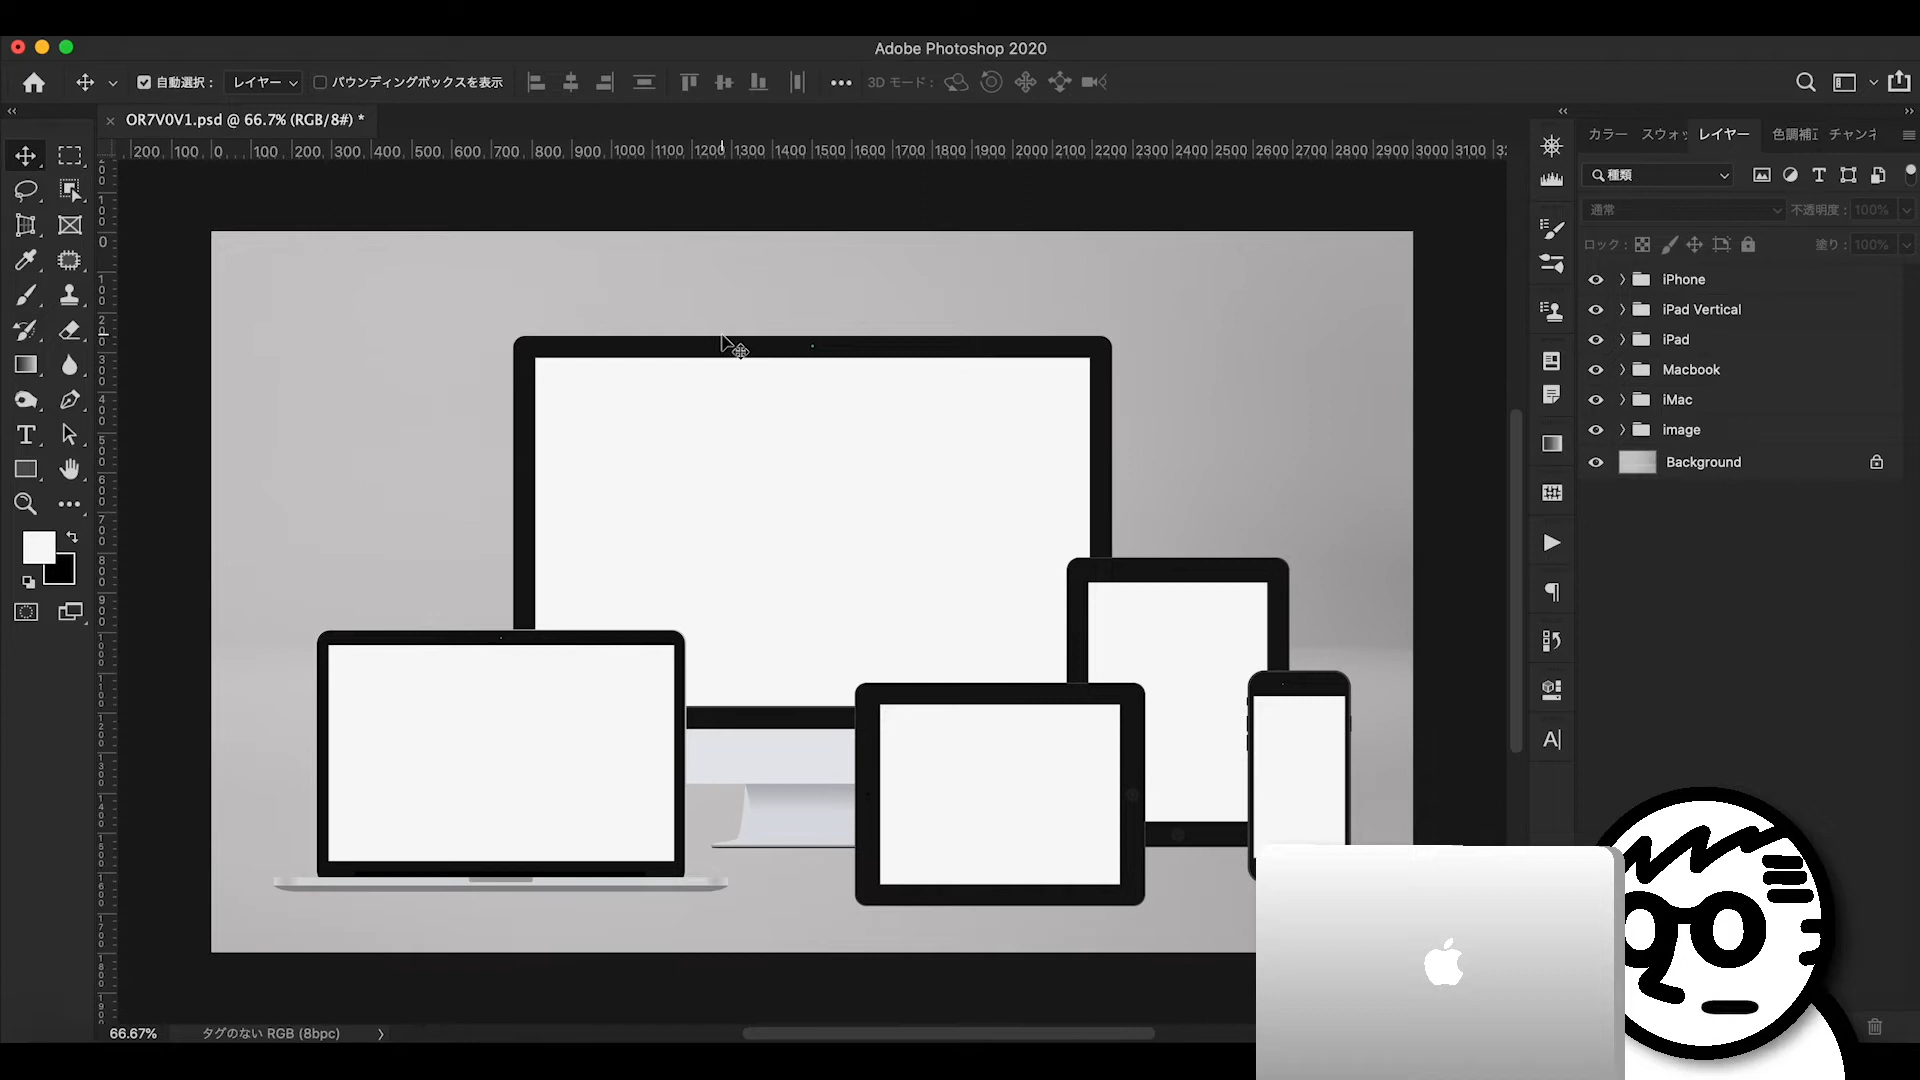 Adobe Photoshop 2020
自動選択： レイヤー バウンディングボックスを表示 3D モード：
OR7V0V1.psd @ 66.7% (RGB/8#) *
カラー スウォッ レイヤー 色調補正 チャンネ
200 100 0 100 200 300 400 500 600 700 800 900 1000 1100 1200 1300 1400 1500 1600 1700 1800 1900 2000 2100 2200 2300 2400 2500 2600 2700 2800 2900 3000 3100
種類
通常 不透明度： 100%
ロック： 塗り： 100%
iPhone
iPad Vertical
iPad
Macbook
iMac
image
Background
66.67% タグのない RGB (8bpc)